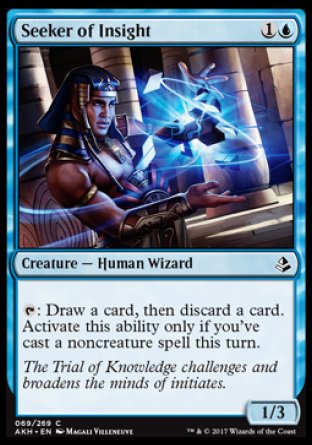 Seeker of Insight 1
Creature — Human Wizard
: Draw a card, then discard a card.
Activate this ability only if you've
cast a noncreature spell this turn.
The Trial of Knowledge challenges and
broadens the minds of initiates.
1/3
069/269 C
AKH • EN Magali Villeneuve ™ & © 2017 Wizards of the Coast